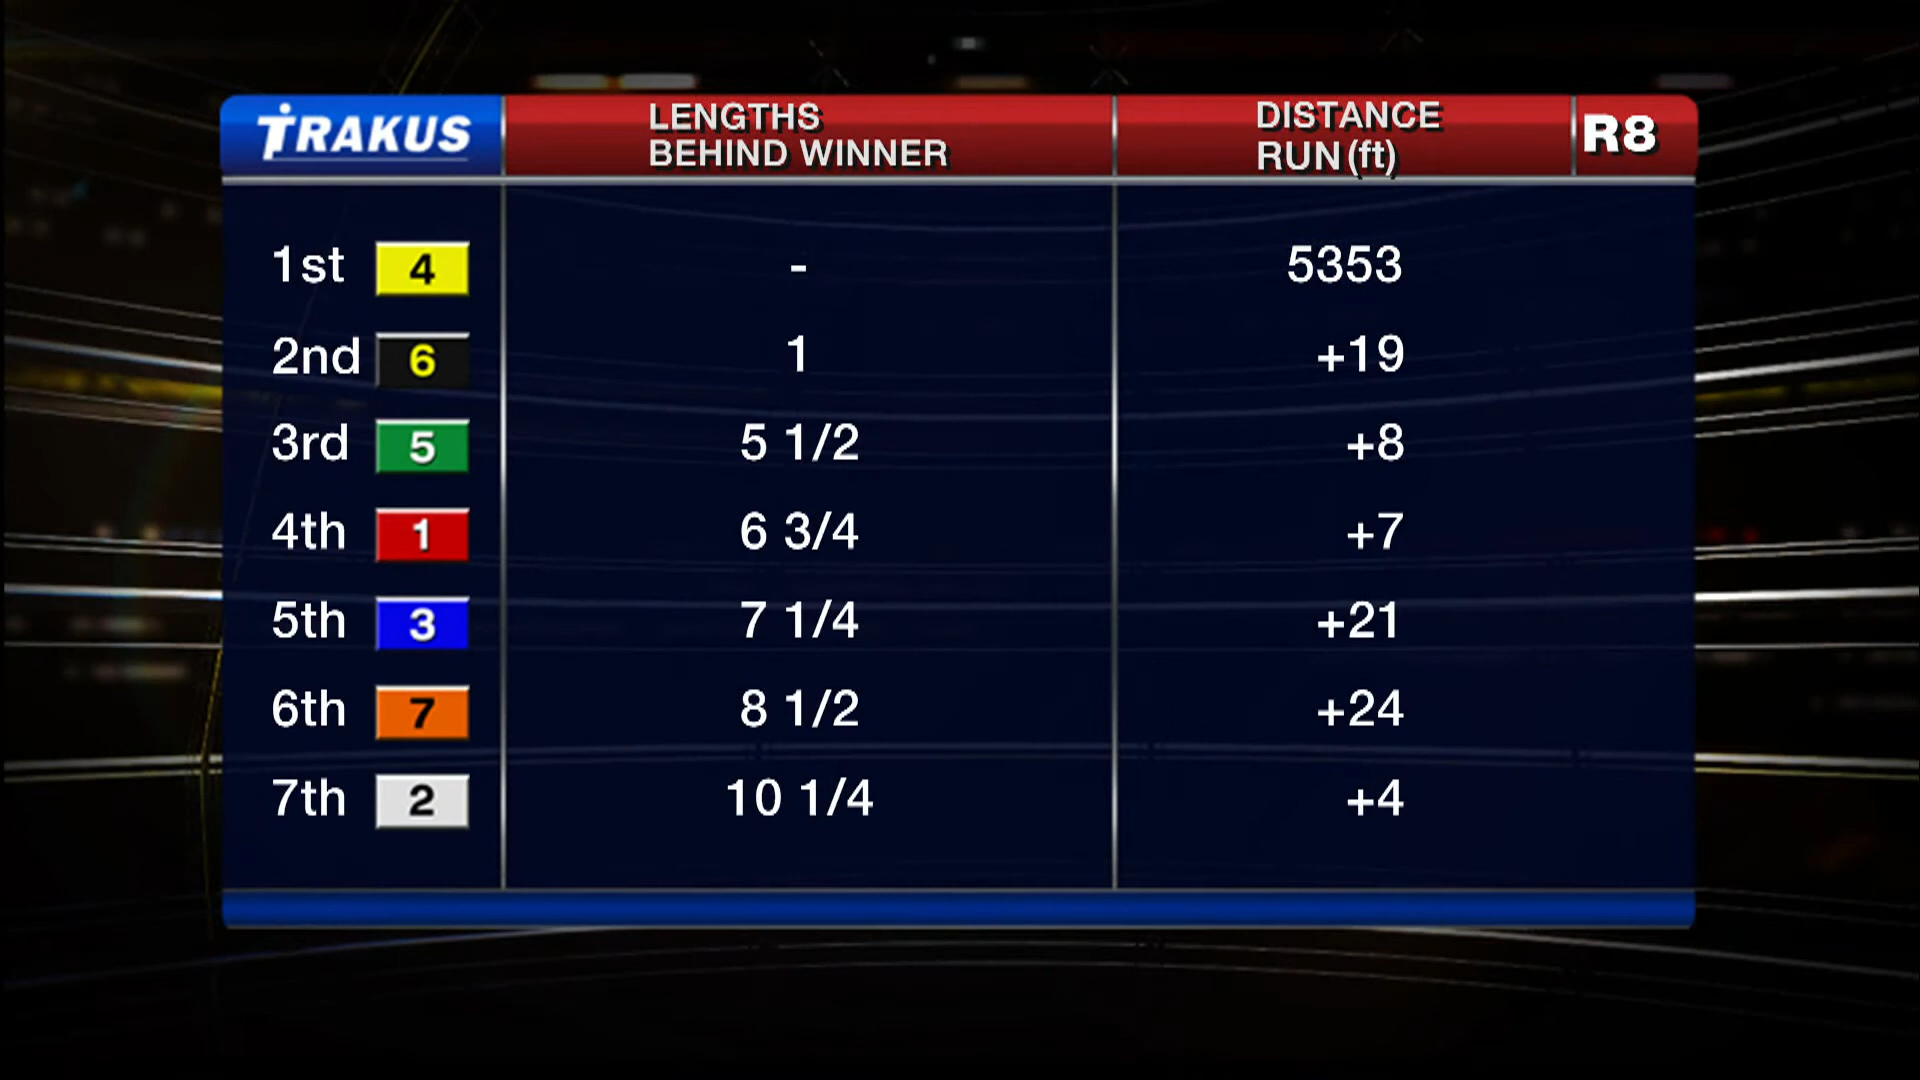 TRAKUS
LENGTHS
BEHIND WINNER
DISTANCE
RUN (ft)
R8
1st 4 - 5353
2nd 6 1 +19
3rd 5 5 1/2 +8
4th 1 6 3/4 +7
5th 3 7 1/4 +21
6th 7 8 1/2 +24
7th 2 10 1/4 +4